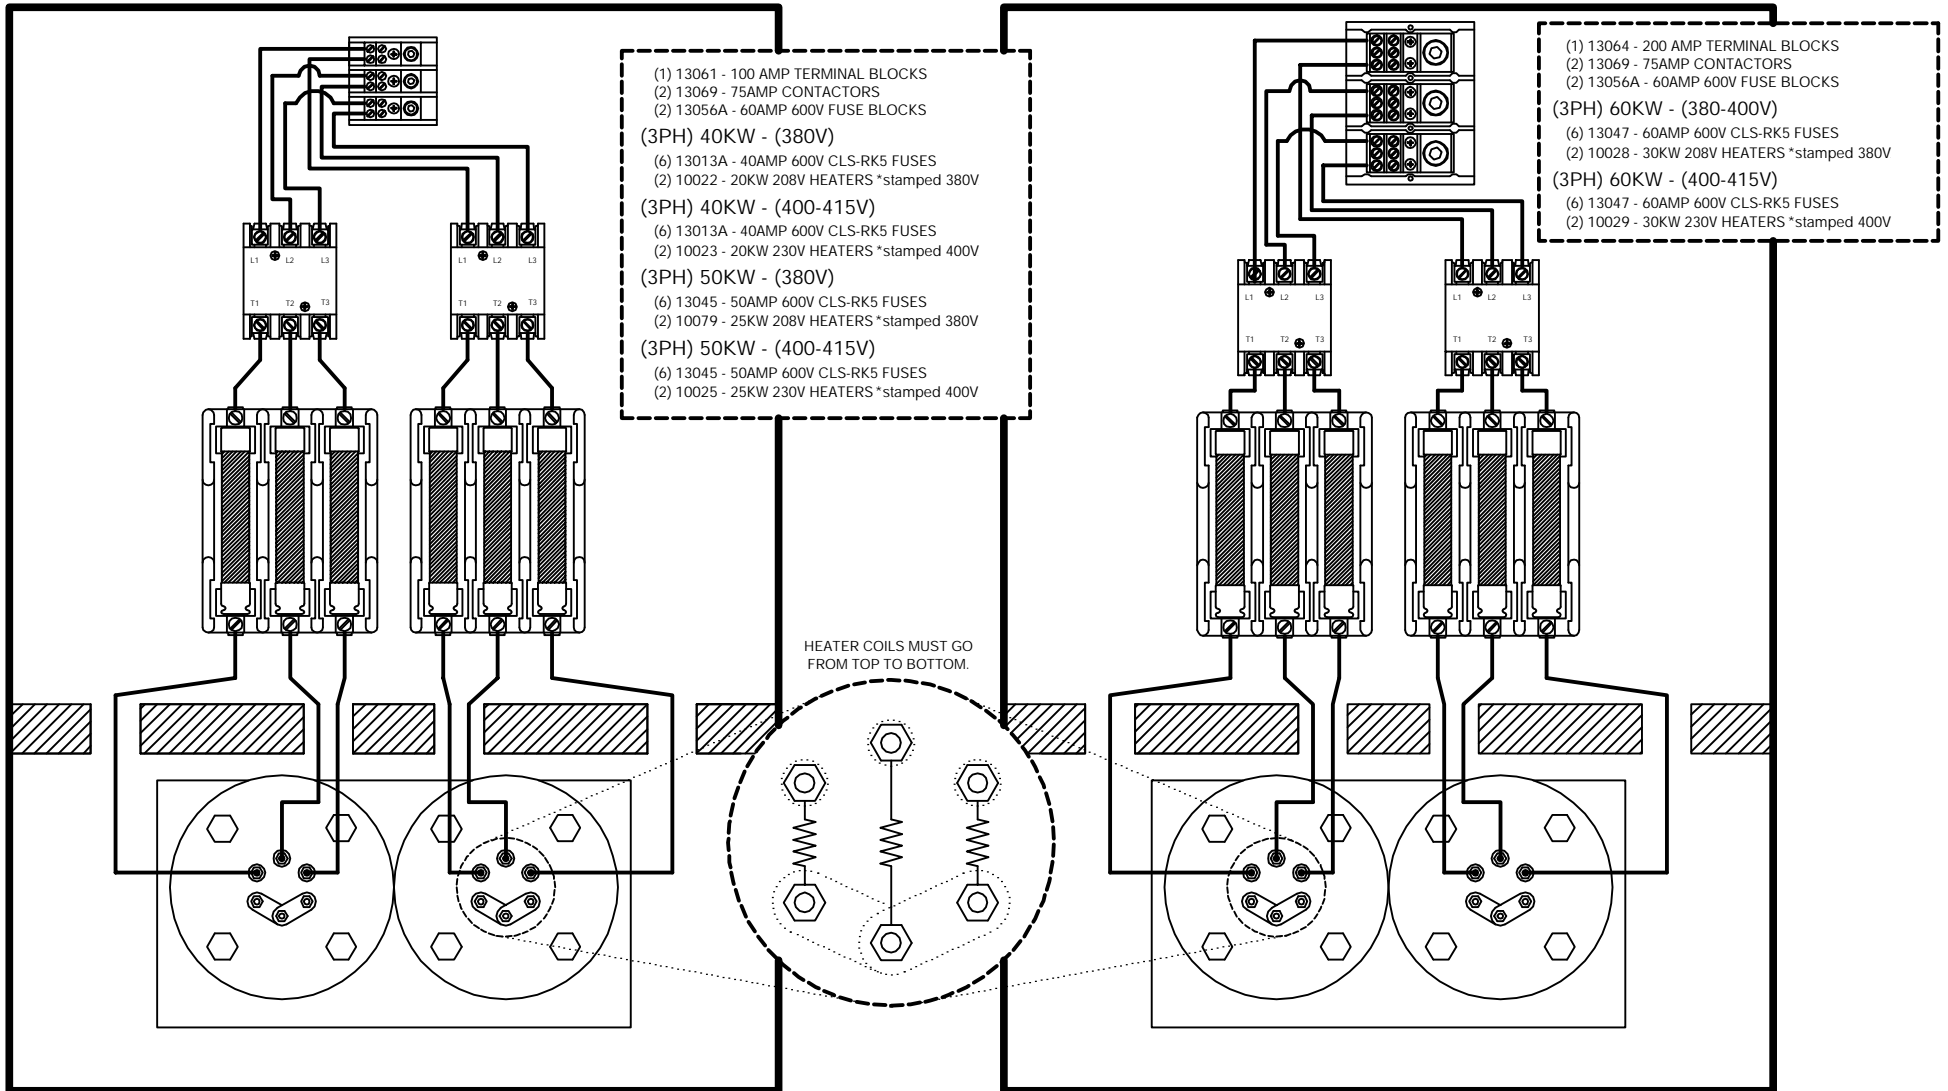 (1) 13061 - 100 AMP TERMINAL BLOCKS
(2) 13069 - 75AMP CONTACTORS
(2) 13056A - 60AMP 600V FUSE BLOCKS
(3PH) 40KW - (380V)
(6) 13013A - 40AMP 600V CLS-RK5 FUSES
(2) 10022 - 20KW 208V HEATERS *stamped 380V
(3PH) 40KW - (400-415V)
(6) 13013A - 40AMP 600V CLS-RK5 FUSES
(2) 10023 - 20KW 230V HEATERS *stamped 400V
(3PH) 50KW - (380V)
(6) 13045 - 50AMP 600V CLS-RK5 FUSES
(2) 10079 - 25KW 208V HEATERS *stamped 380V
(3PH) 50KW - (400-415V)
(6) 13045 - 50AMP 600V CLS-RK5 FUSES
(2) 10025 - 25KW 230V HEATERS *stamped 400V
(1) 13064 - 200 AMP TERMINAL BLOCKS
(2) 13069 - 75AMP CONTACTORS
(2) 13056A - 60AMP 600V FUSE BLOCKS
(3PH) 60KW - (380-400V)
(6) 13047 - 60AMP 600V CLS-RK5 FUSES
(2) 10028 - 30KW 208V HEATERS *stamped 380V
(3PH) 60KW - (400-415V)
(6) 13047 - 60AMP 600V CLS-RK5 FUSES
(2) 10029 - 30KW 230V HEATERS *stamped 400V
L1 L2 L3
T1 T2 T3
L1 L2 L3
T1 T2 T3
L1 L2 L3
T1 T2 T3
L1 L2 L3
T1 T2 T3
HEATER COILS MUST GO
FROM TOP TO BOTTOM.